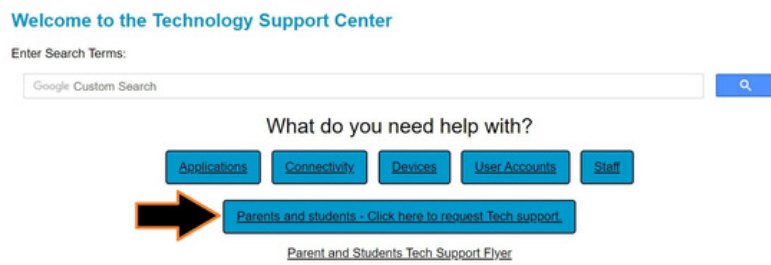 Welcome to the Technology Support Center
Enter Search Terms:
Google Custom Search
What do you need help with?
Applications Connectivity Devices User Accounts Staff
Parents and students - Click here to request Tech support.
Parent and Students Tech Support Flyer